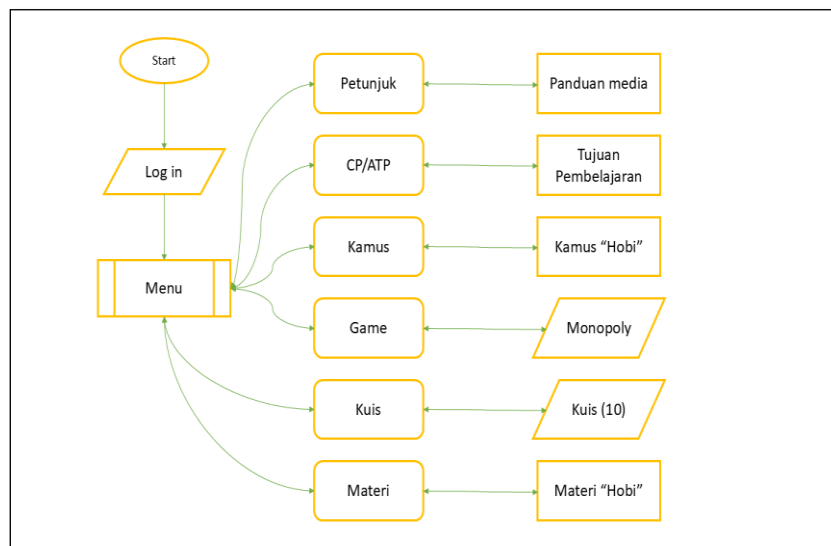 Start
Log in
Menu
Petunjuk
Panduan media
CP/ATP
Tujuan
Pembelajaran
Kamus
Kamus “Hobi”
Game
Monopoly
Kuis
Kuis (10)
Materi
Materi “Hobi”